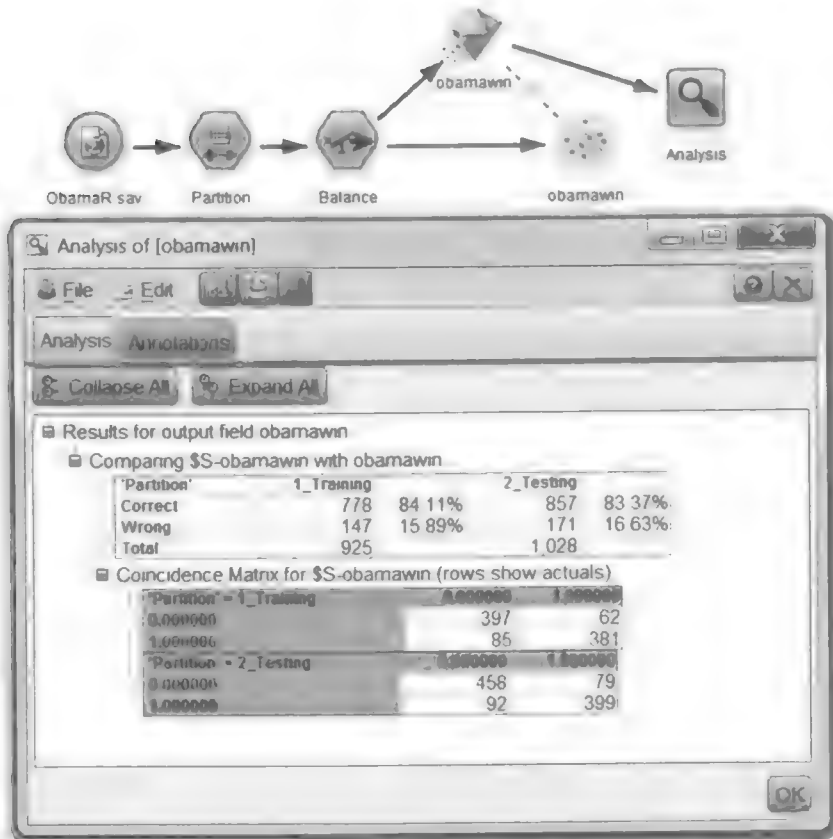 obamawin
Analysis
ObamaR sav Partition Balance obamawin
Analysis of [obamawin]
File Edit
Analysis Annotations
Collapse All Expand All
Results for output field obamawin
Comparing $S-obamawin with obamawin
'Partition' 1_Training 2_Testing
Correct 778 84 11% 857 83 37%
Wrong 147 15 89% 171 16 63%
Total 925 1,028
Coincidence Matrix for $S-obamawin (rows show actuals)
'Partition' = 1_Training 0.000000 1.000000
0.000000 397 62
1.000000 85 381
'Partition' = 2_Testing 0.000000 1.000000
0.000000 458 79
1.000000 92 399
OK